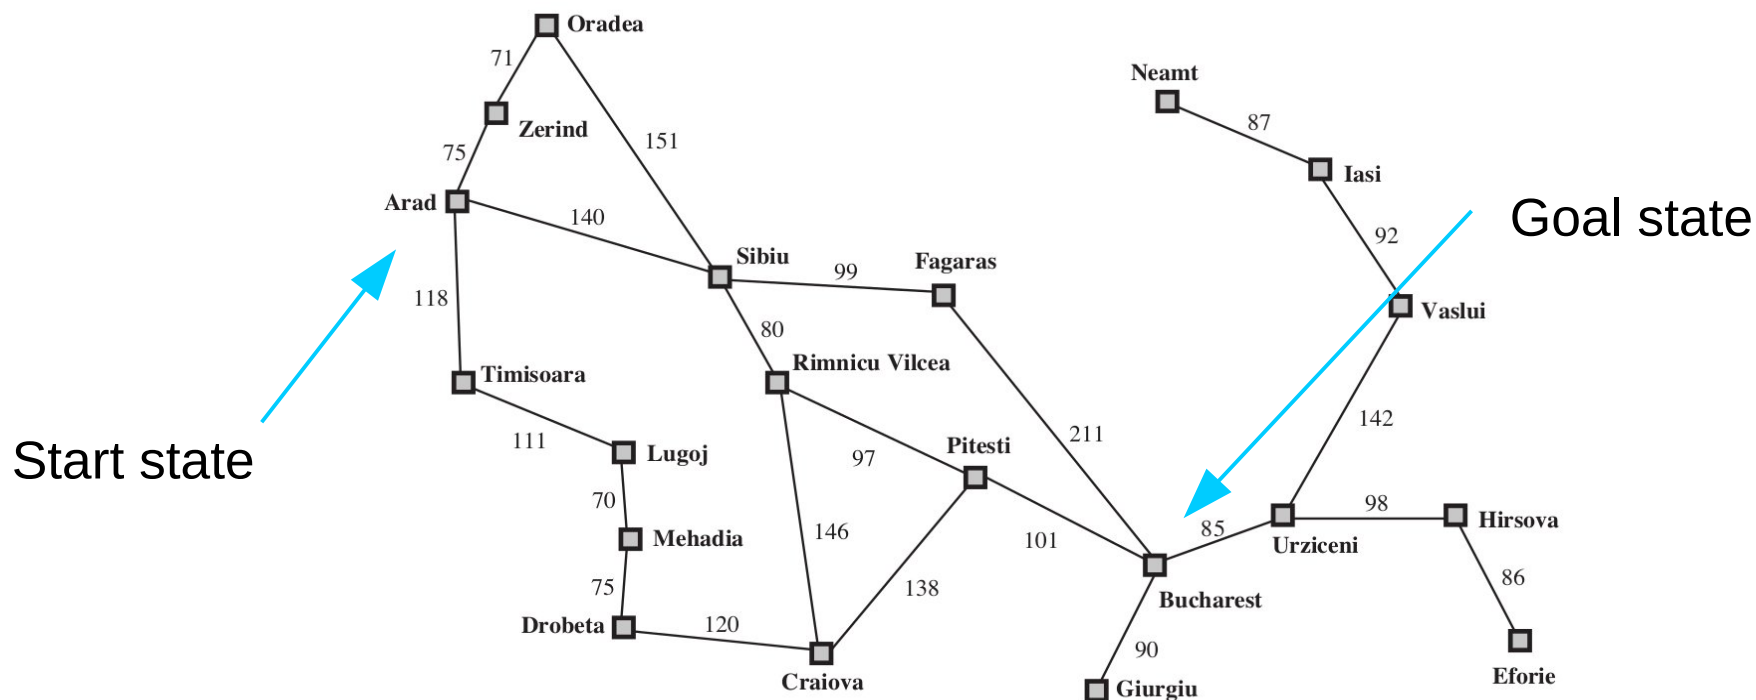 Oradea
71
Neamt
Zerind
87
151
75
Iasi
Arad
140
Goal state
92
Sibiu
Fagaras
99
118
Vaslui
80
Rimnicu Vilcea
Timisoara
142
211
111
Pitesti
Lugoj
97
Start state
70
98
Hirsova
146
85
Mehadia
101
Urziceni
86
75
138
Bucharest
Drobeta
120
90
Eforie
Craiova
Giurgiu